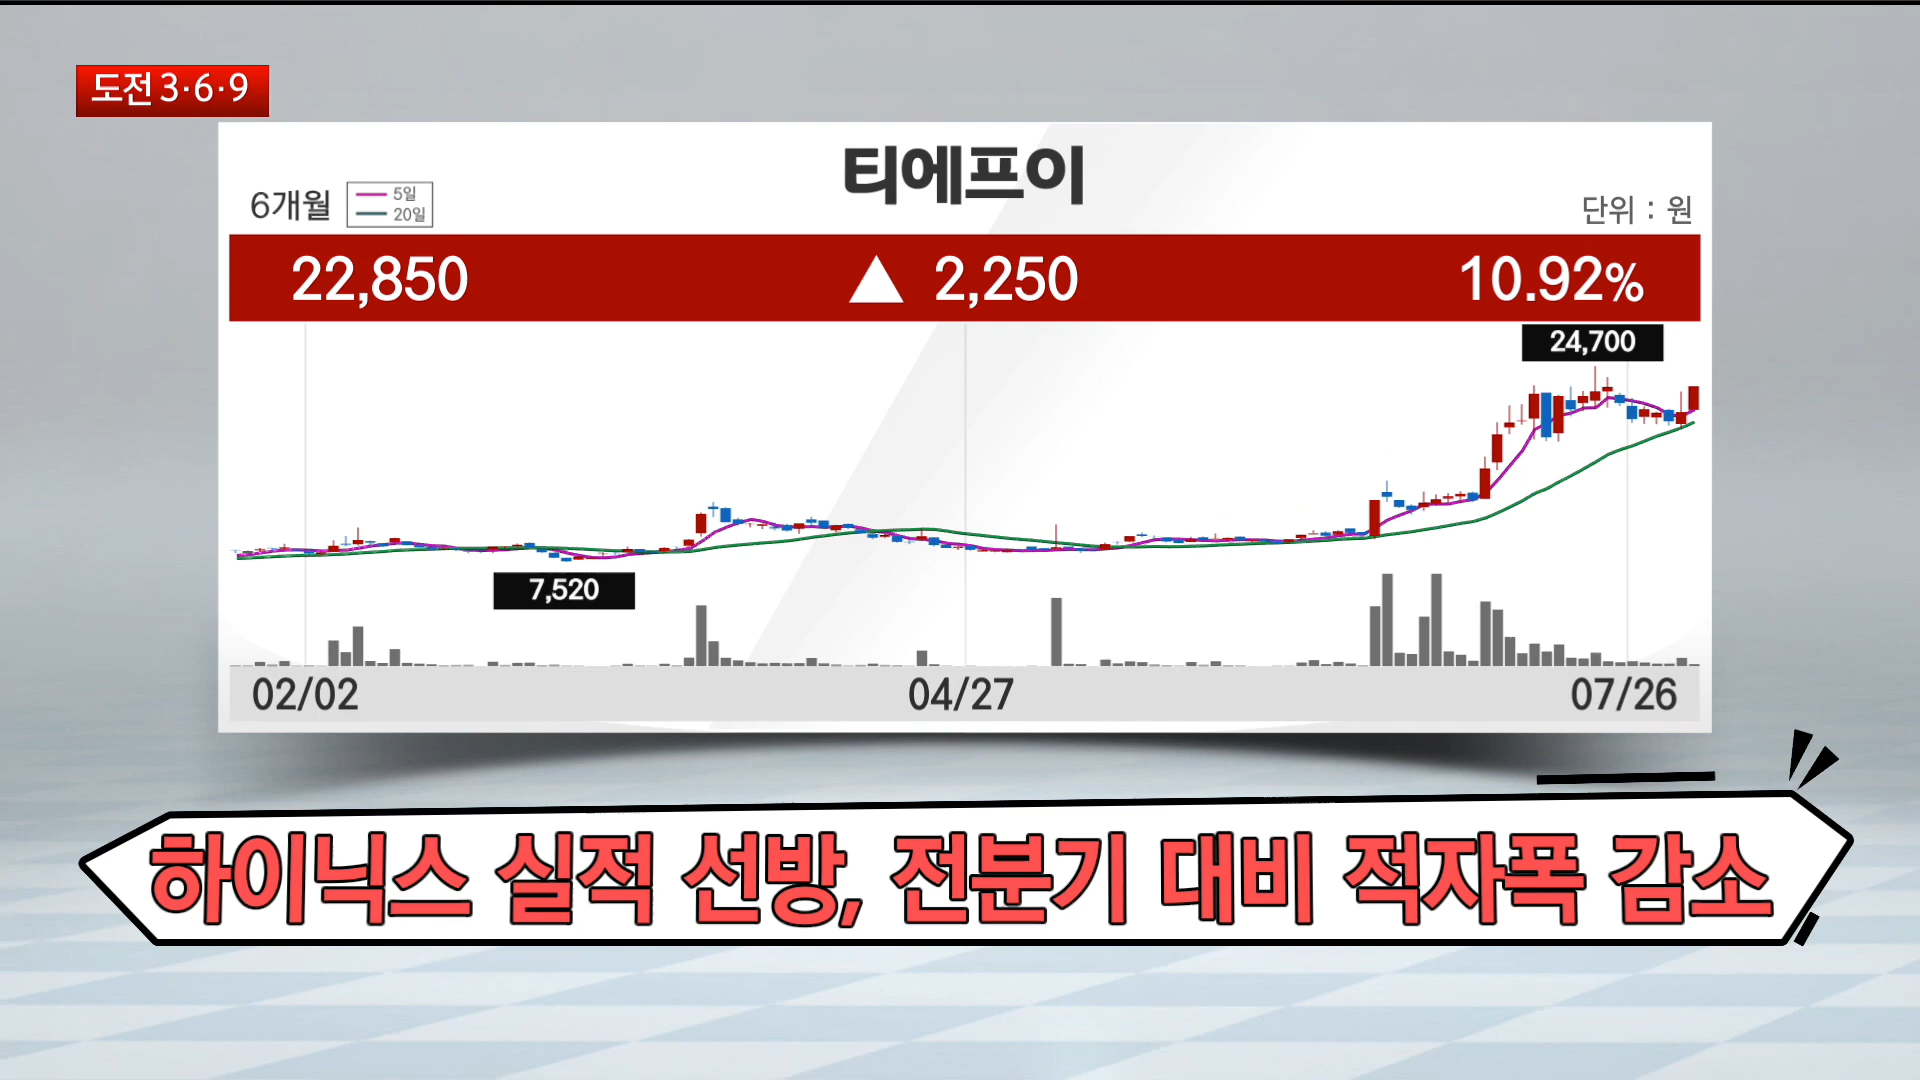 도전 3·6·9
티에프이
6개월
5일
20일
단위 : 원
22,850 ▲ 2,250 10.92%
24,700
7,520
02/02 04/27 07/26
하이닉스 실적 선방, 전분기 대비 적자폭 감소